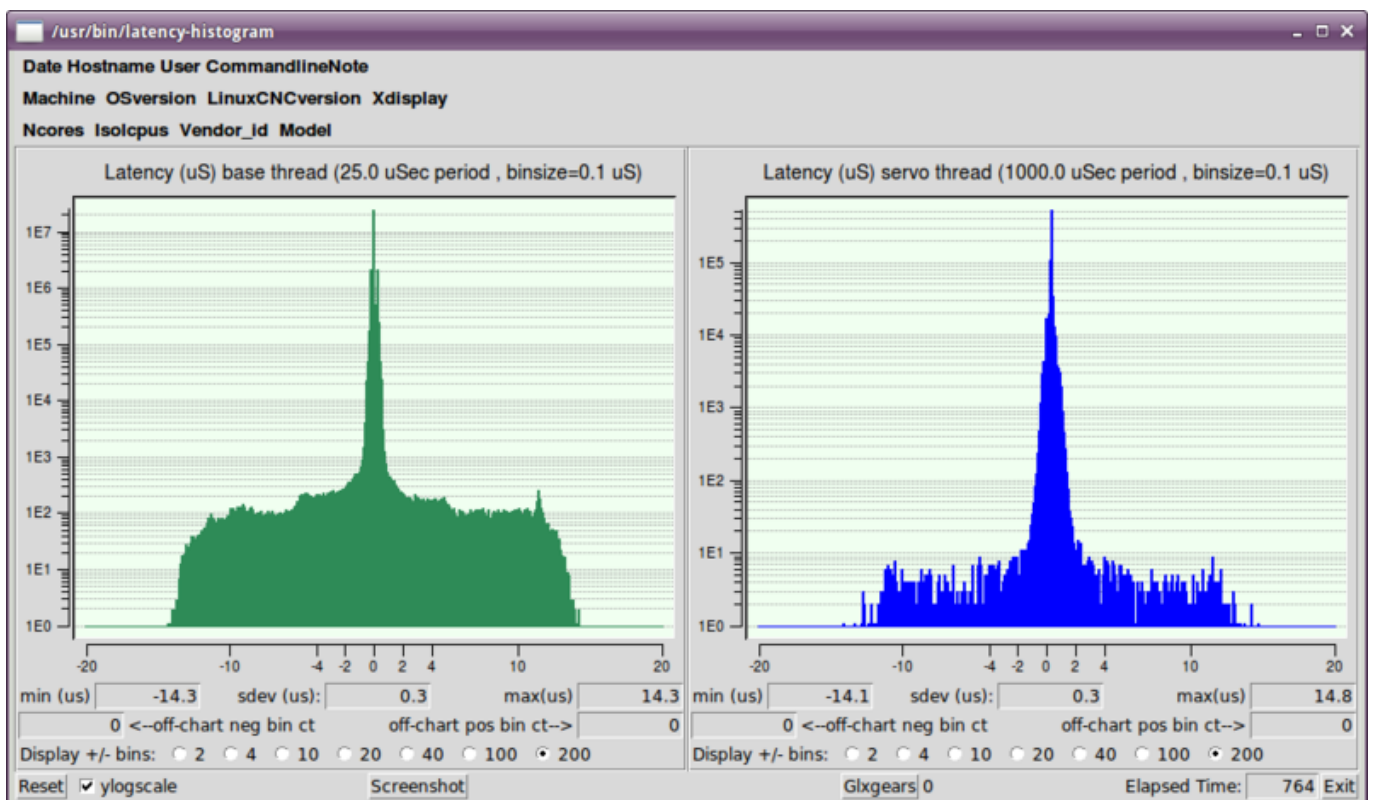 /usr/bin/latency-histogram
Date Hostname User CommandlineNote
Machine OSversion LinuxCNCversion Xdisplay
Ncores Isolcpus Vendor_id Model
Latency (uS) base thread (25.0 uSec period , binsize=0.1 uS)
1E7
1E6
1E5
1E4
1E3
1E2
1E1
1E0
-20 -10 -4 -2 0 2 4 10 20
min (us) -14.3 sdev (us): 0.3 max(us) 14.3
0 <--off-chart neg bin ct off-chart pos bin ct--> 0
Display +/- bins: 2 4 10 20 40 100 200
Latency (uS) servo thread (1000.0 uSec period , binsize=0.1 uS)
1E5
1E4
1E3
1E2
1E1
1E0
-20 -10 -4 -2 0 2 4 10 20
min (us) -14.1 sdev (us): 0.3 max(us) 14.8
0 <--off-chart neg bin ct off-chart pos bin ct--> 0
Display +/- bins: 2 4 10 20 40 100 200
Reset ylogscale Screenshot Glxgears 0 Elapsed Time: 764 Exit